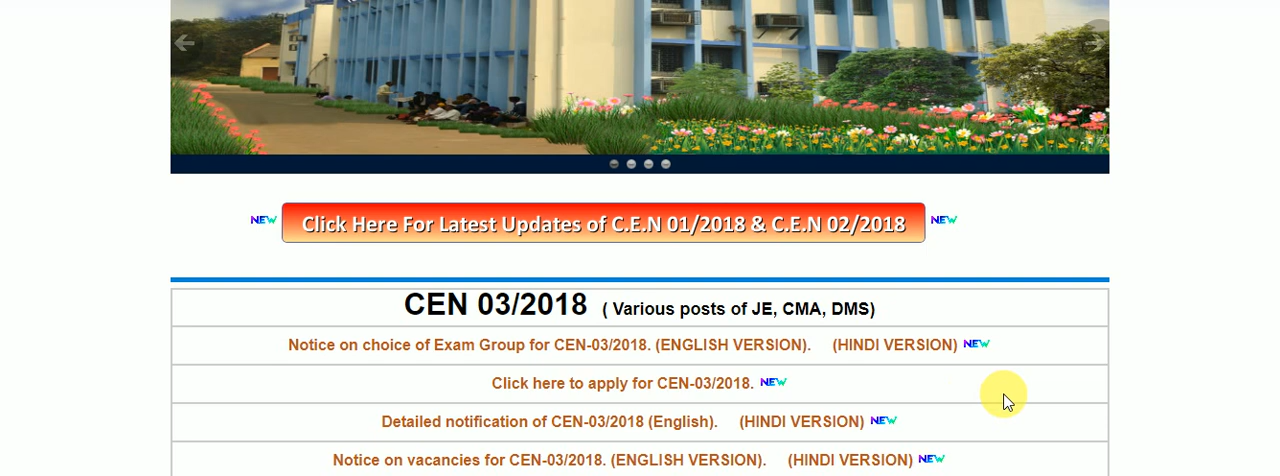 NEW Click Here For Latest Updates of C.E.N 01/2018 & C.E.N 02/2018 NEW
CEN 03/2018 ( Various posts of JE, CMA, DMS)
Notice on choice of Exam Group for CEN-03/2018. (ENGLISH VERSION). (HINDI VERSION) NEW
Click here to apply for CEN-03/2018. NEW
Detailed notification of CEN-03/2018 (English). (HINDI VERSION) NEW
Notice on vacancies for CEN-03/2018. (ENGLISH VERSION). (HINDI VERSION) NEW